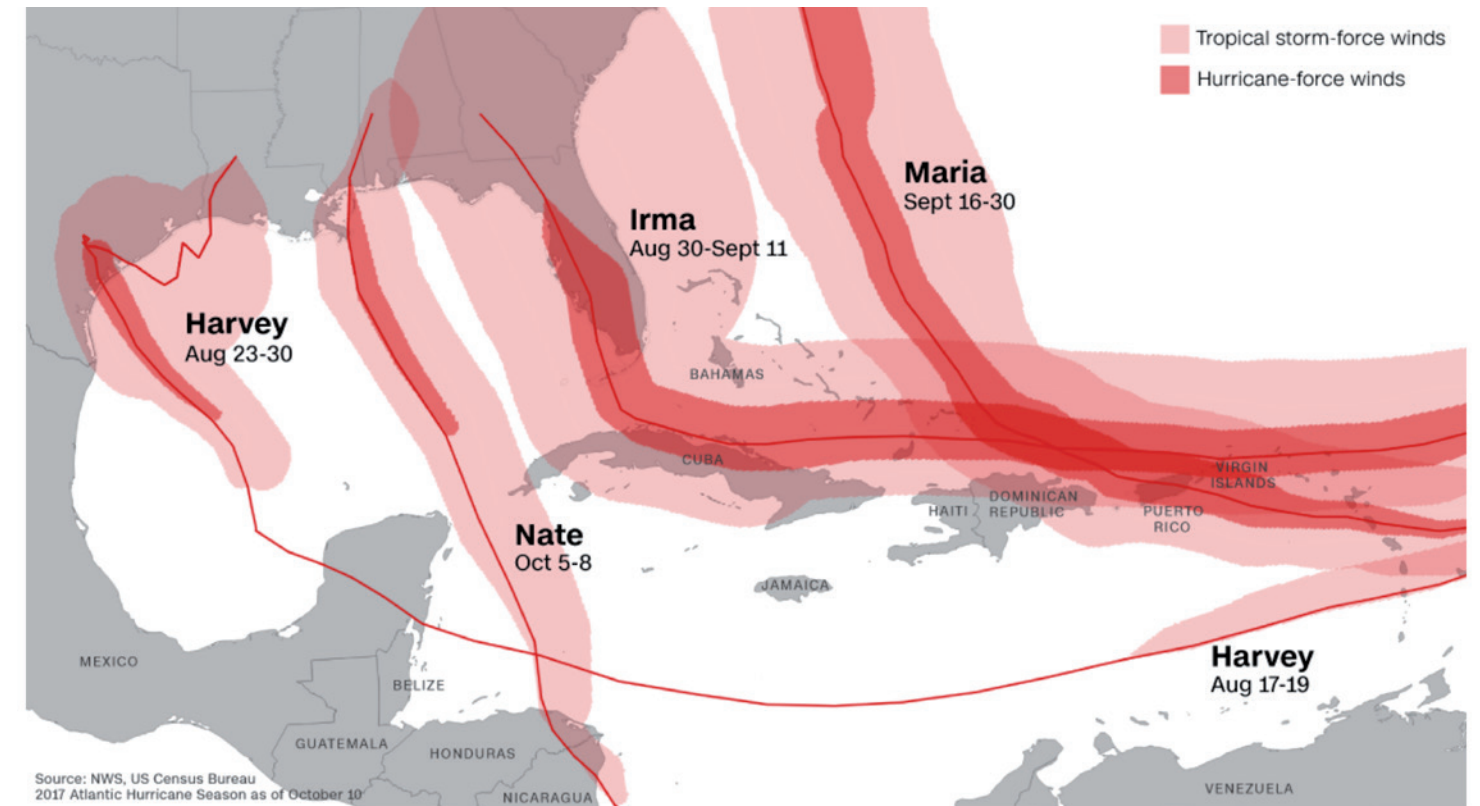 Tropical storm-force winds
Hurricane-force winds
Maria
Sept 16-30
Irma
Aug 30-Sept 11
Harvey
Aug 23-30
BAHAMAS
CUBA
VIRGIN
ISLANDS
DOMINICAN
REPUBLIC
HAITI
PUERTO
RICO
Nate
Oct 5-8
JAMAICA
MEXICO
BELIZE
Harvey
Aug 17-19
GUATEMALA
HONDURAS
NICARAGUA
VENEZUELA
Source: NWS, US Census Bureau
2017 Atlantic Hurricane Season as of October 10